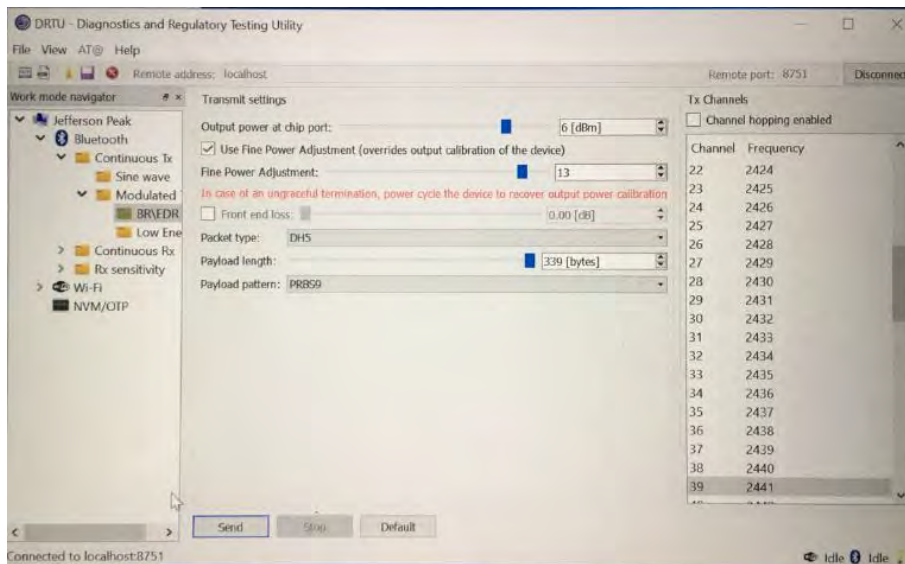 DRTU - Diagnostics and Regulatory Testing Utility
File View AT@ Help
Remote address: localhost
Remote port: 8751
Disconnec
Work mode navigator
Jefferson Peak
Bluetooth
Continuous Tx
Sine wave
Modulated
BR\EDR
Low Ene
Continuous Rx
Rx sensitivity
Wi-Fi
NVM/OTP
Transmit settings
Output power at chip port: 6 [dBm]
Use Fine Power Adjustment (overrides output calibration of the device)
Fine Power Adjustment: 13
In case of an ungraceful termination, power cycle the device to recover output power calibration
Front end loss: 0.00 [dB]
Packet type: DH5
Payload length: 339 [bytes]
Payload pattern: PRBS9
Send Stop Default
Tx Channels
Channel hopping enabled
Channel Frequency
22 2424
23 2425
24 2426
25 2427
26 2428
27 2429
28 2430
29 2431
30 2432
31 2433
32 2434
33 2435
34 2436
35 2437
36 2438
37 2439
38 2440
39 2441
Connected to localhost:8751
Idle Idle